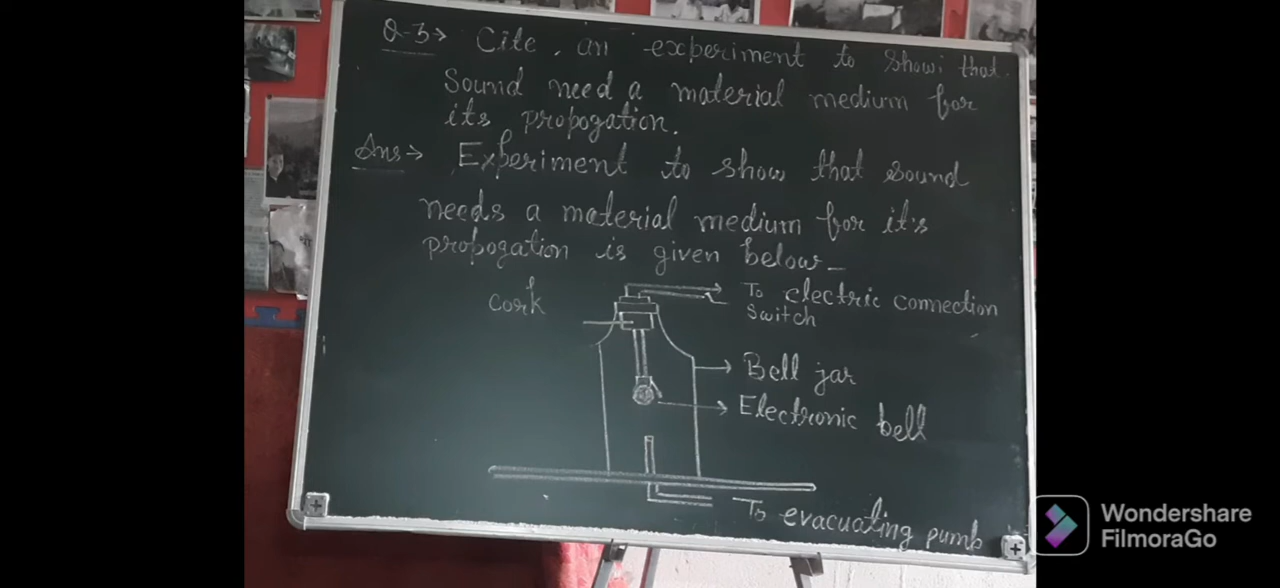 Q-3→ Cite, an experiment to show; that
Sound need a material medium for
its propogation.
Ans→ Experiment to show that sound
needs a material medium for it's
propogation is given below-
Cork
To electric connection
Switch
Bell jar
Electronic bell
To evacuating pumb
Wondershare
FilmoraGo